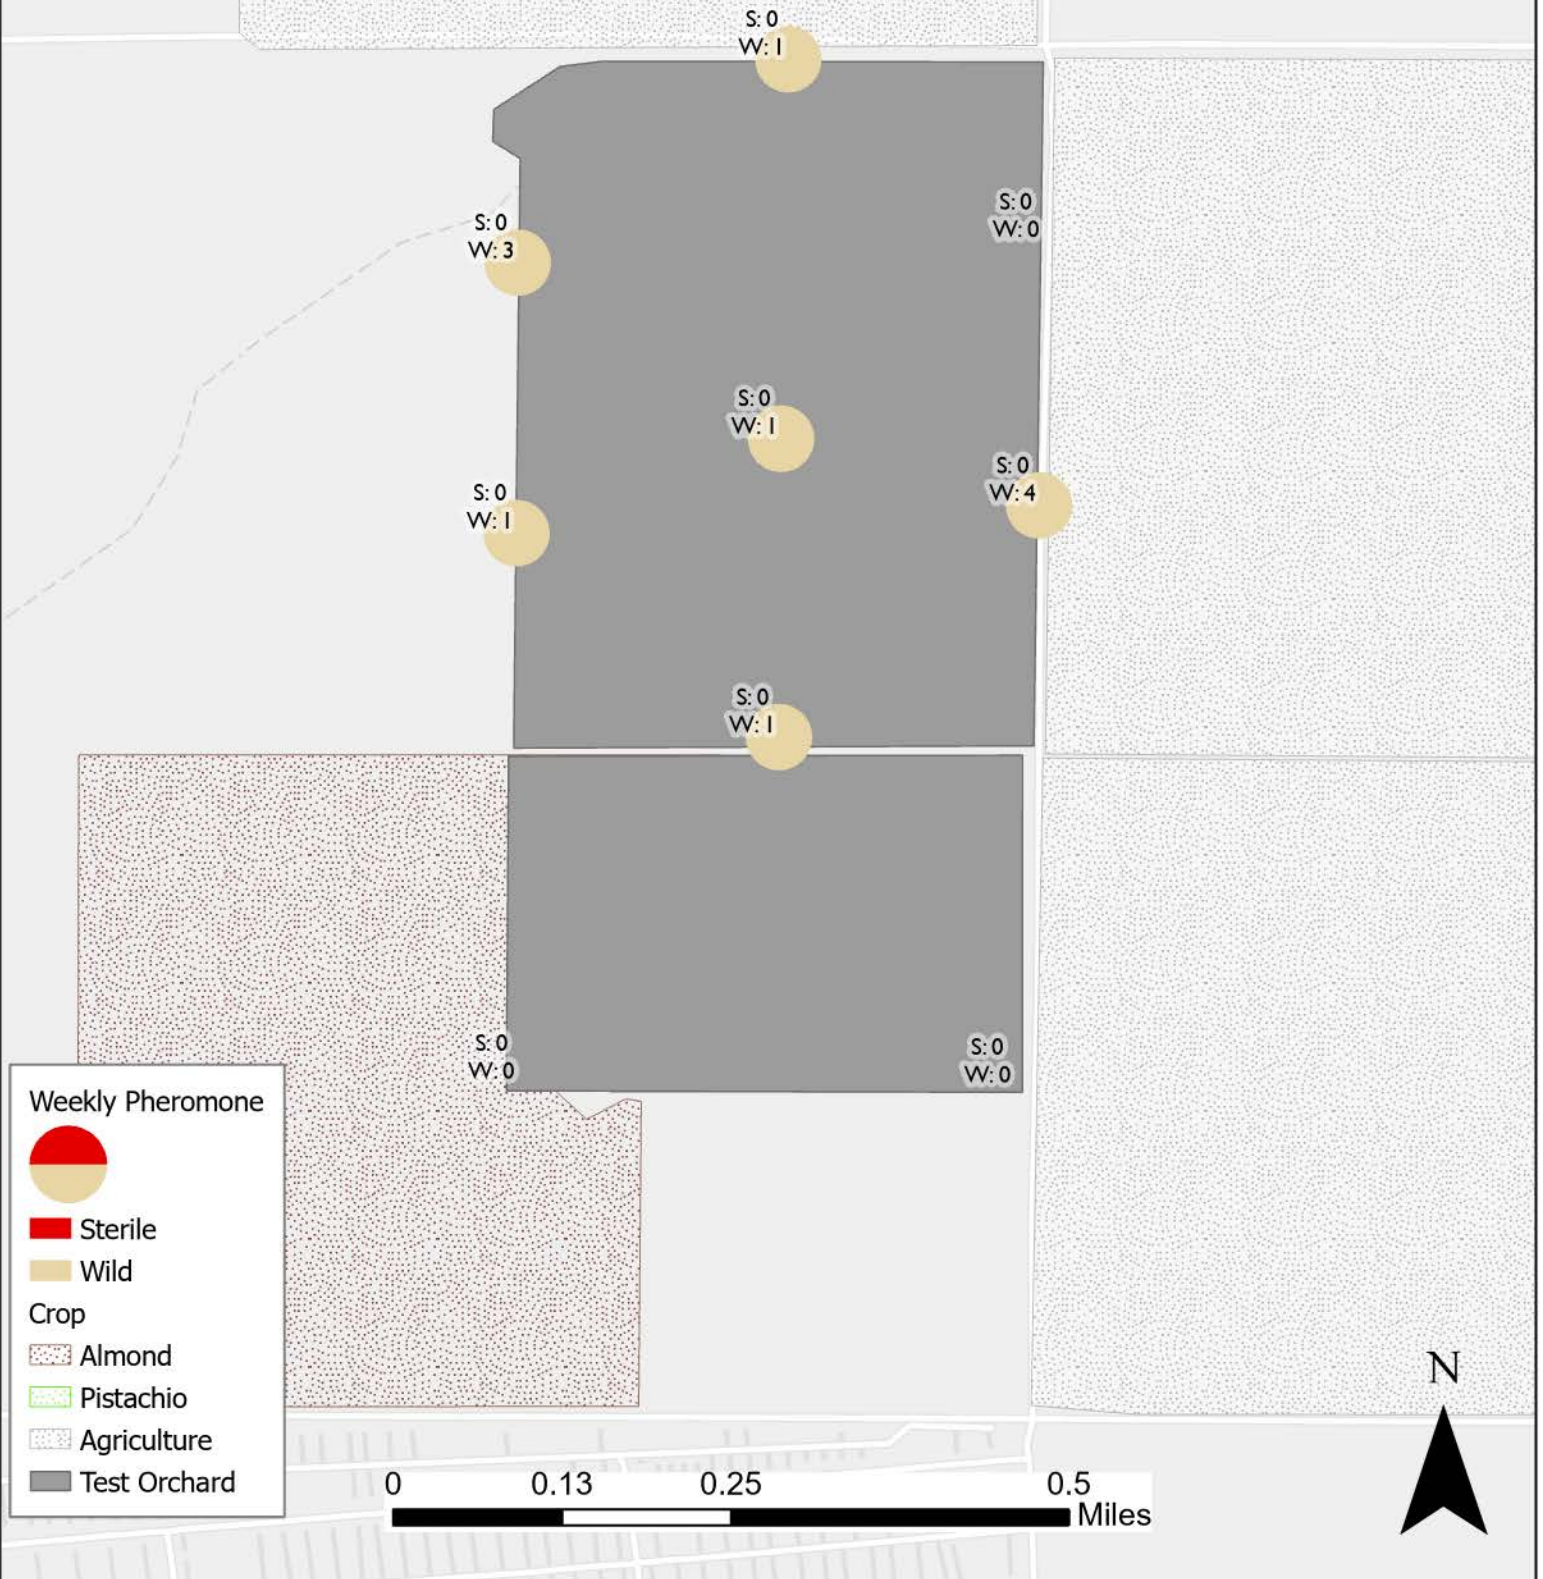 S: 0
W: 1
S: 0
W: 0
S: 0
W: 3
S: 0
W: 1
S: 0
W: 4
S: 0
W: 1
S: 0
W: 1
S: 0
W: 0
S: 0
W: 0
Weekly Pheromone
Sterile
Wild
Crop
Almond
Pistachio
Agriculture
Test Orchard
N
0 0.13 0.25 0.5
Miles